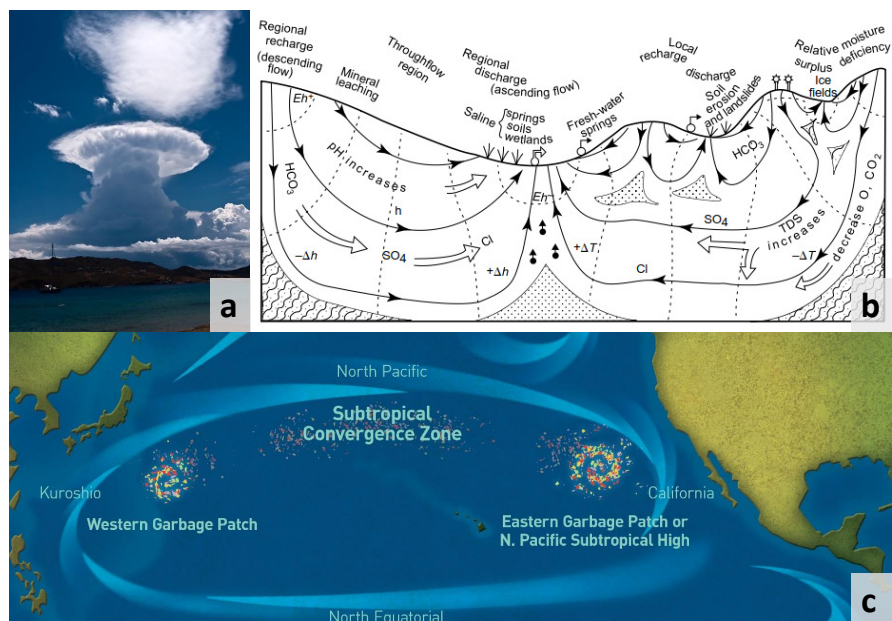 a
Regional
recharge
(descending
flow)
Mineral
leaching
Throughflow
region
Regional
discharge
(ascending flow)
Saline { springs
soils
wetlands
Fresh-water
springs
Local
recharge
discharge
Soil
erosion
and landslides
Relative moisture
surplus deficiency
Ice
fields
Eh+
HCO3
pH increases
h
SO4
Cl
–Δh
+Δh
Eh–
+ΔT
HCO3
SO4
TDS
increases
Cl
–ΔT
decrease O, CO2
b
North Pacific
Subtropical
Convergence Zone
Kuroshio
California
Western Garbage Patch
Eastern Garbage Patch or
N. Pacific Subtropical High
North Equatorial
c